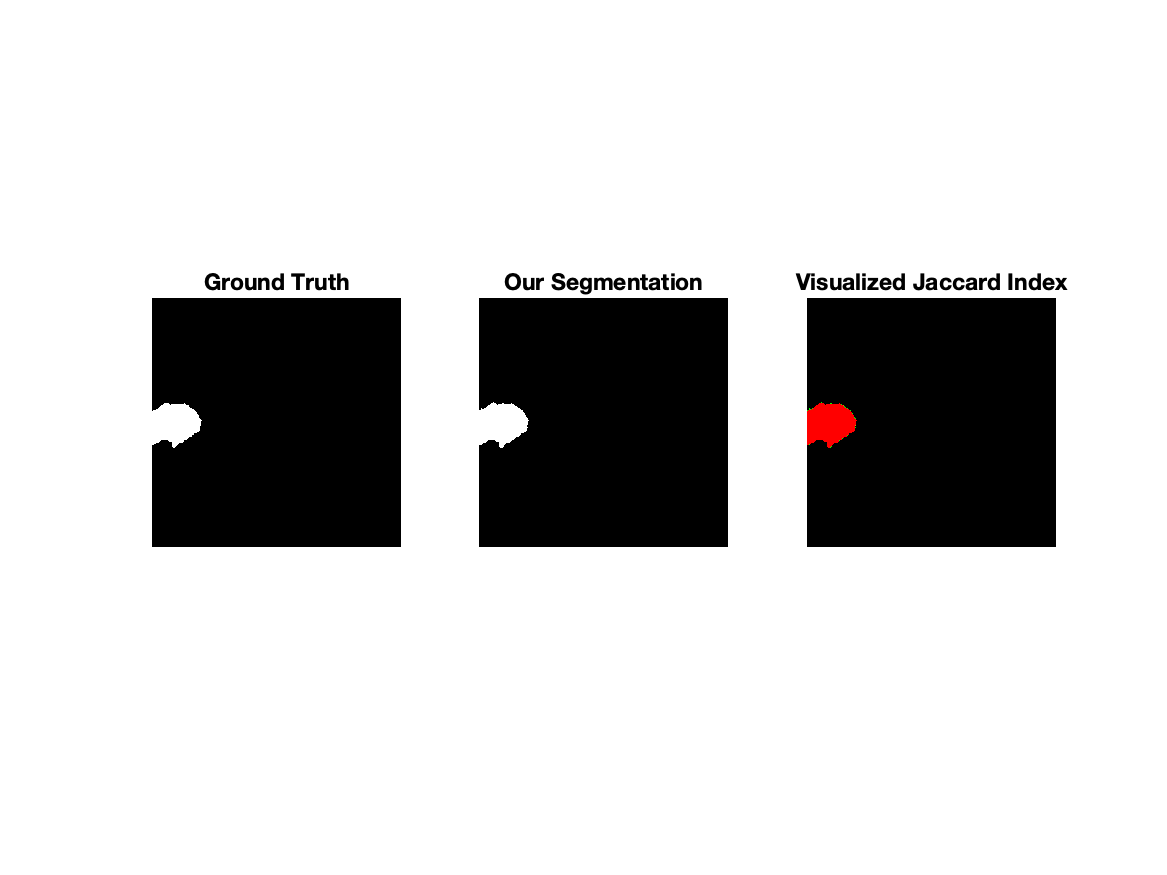 Ground Truth
Our Segmentation
Visualized Jaccard Index